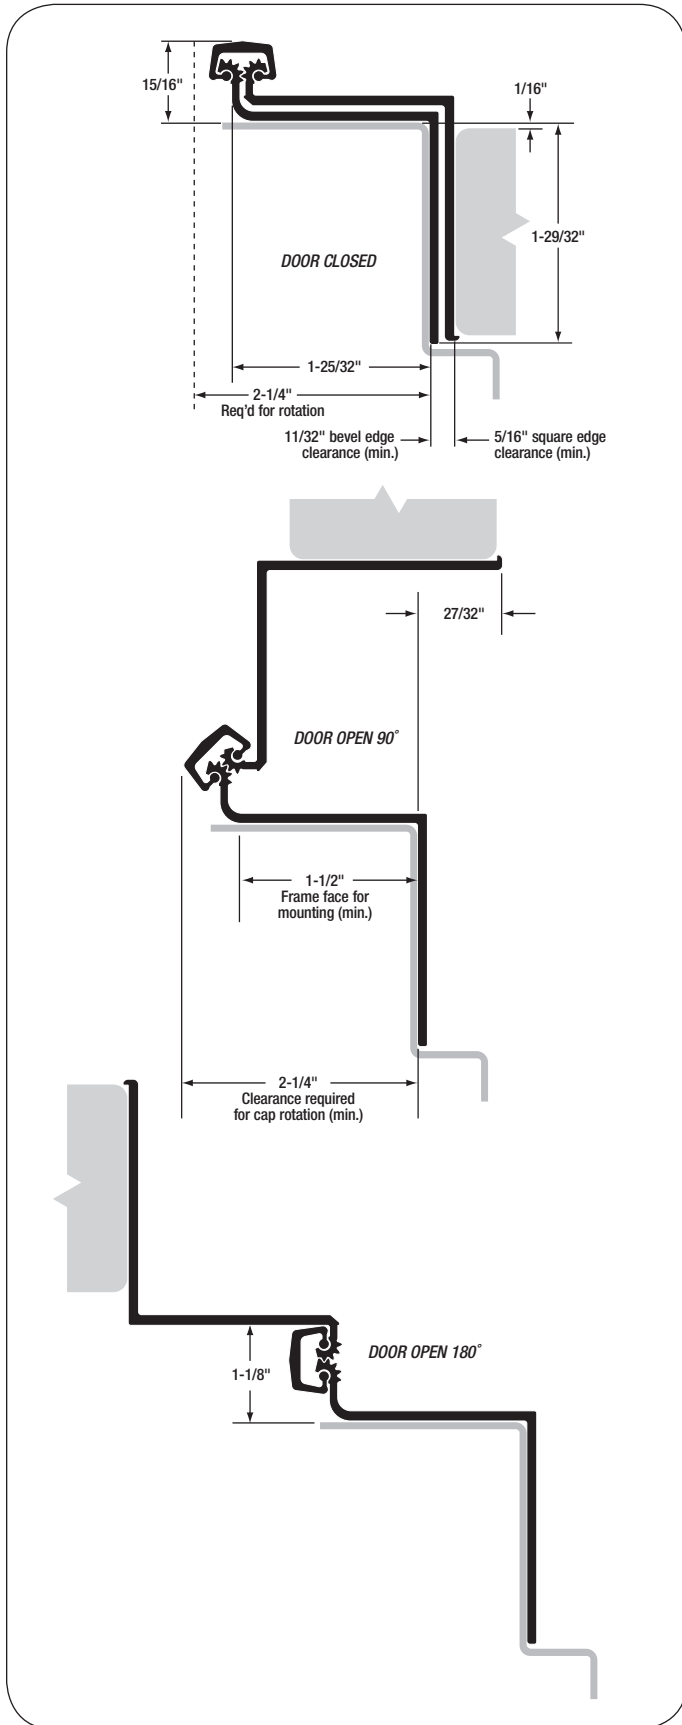 15/16"
1/16"
1-29/32"
DOOR CLOSED
1-25/32"
2-1/4"
Req'd for rotation
11/32" bevel edge
clearance (min.)
5/16" square edge
clearance (min.)
27/32"
DOOR OPEN 90°
1-1/2"
Frame face for
mounting (min.)
2-1/4"
Clearance required
for cap rotation (min.)
DOOR OPEN 180°
1-1/8"